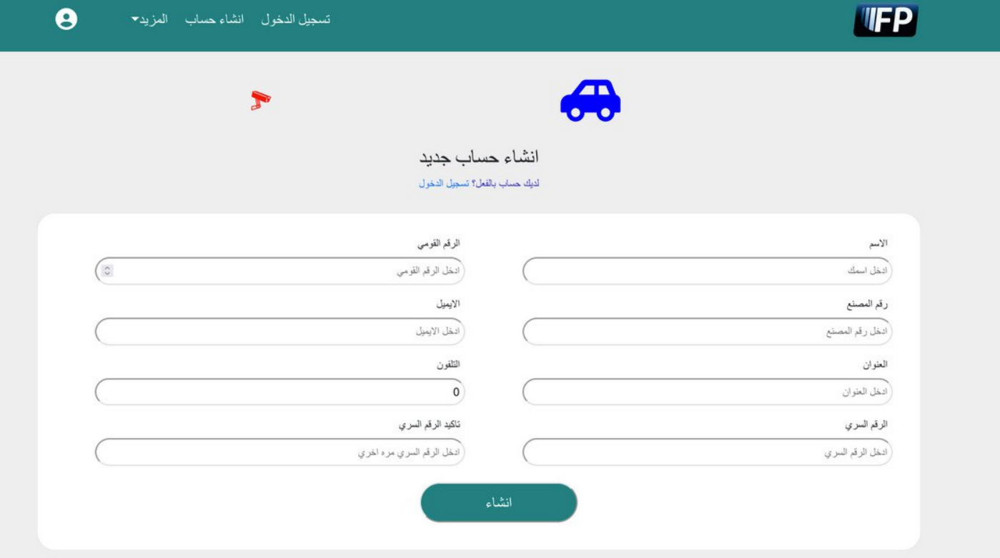 IFP
تسجيل الدخول انشاء حساب المزيد
انشاء حساب جديد
لديك حساب بالفعل؟ تسجيل الدخول
الاسم
ادخل اسمك
الرقم القومي
ادخل الرقم القومي
رقم المصنع
ادخل رقم المصنع
الايميل
ادخل الايميل
العنوان
ادخل العنوان
التلفون
0
الرقم السري
ادخل الرقم السري
تاكيد الرقم السري
ادخل الرقم السري مره اخري
انشاء